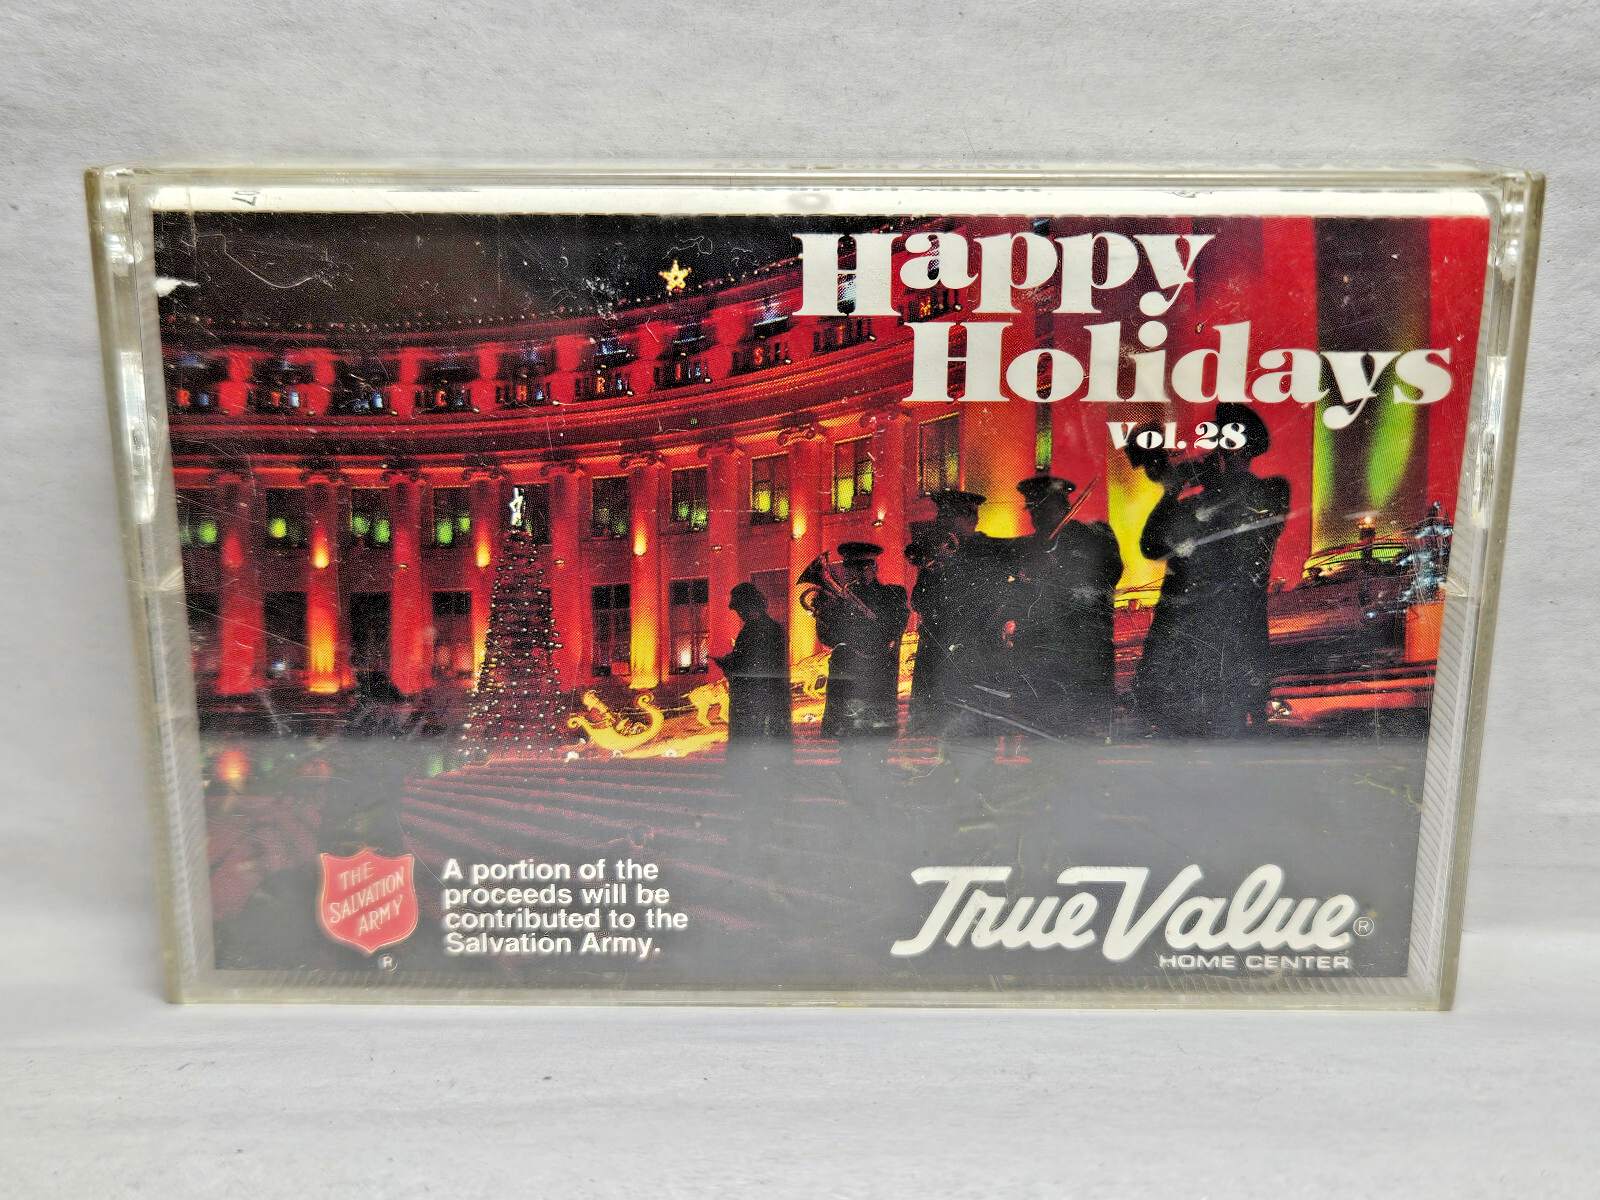 Happy
Holidays
Vol. 28
THE
SALVATION
ARMY
®
A portion of the
proceeds will be
contributed to the
Salvation Army.
True Value®
HOME CENTER